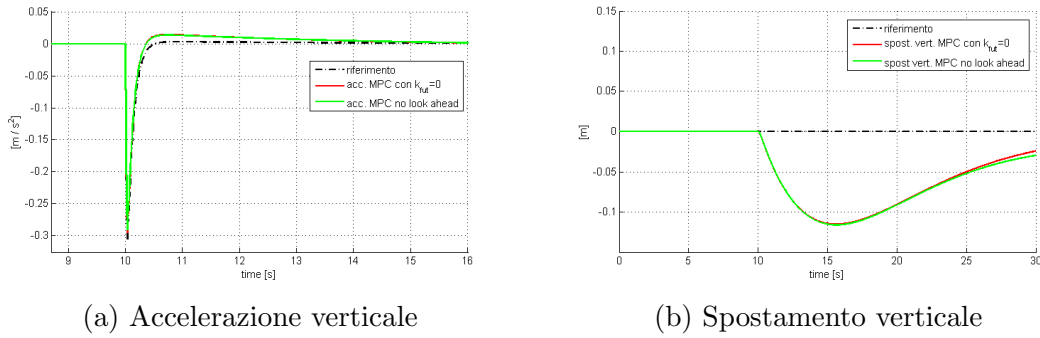 0
-0.05
-0.1
-0.15
-0.2
-0.25
-0.3
[m / s²]
9
10
11
12
13
14
15
16
time [s]
riferimento
acc. MPC con k_fut=0
acc. MPC no look ahead
(a) Accelerazione verticale
0.15
0.1
0.05
0
-0.05
-0.1
[m]
0
5
10
15
20
25
30
time [s]
riferimento
spost. vert. MPC con k_fut=0
spost vert. MPC no look ahead
(b) Spostamento verticale